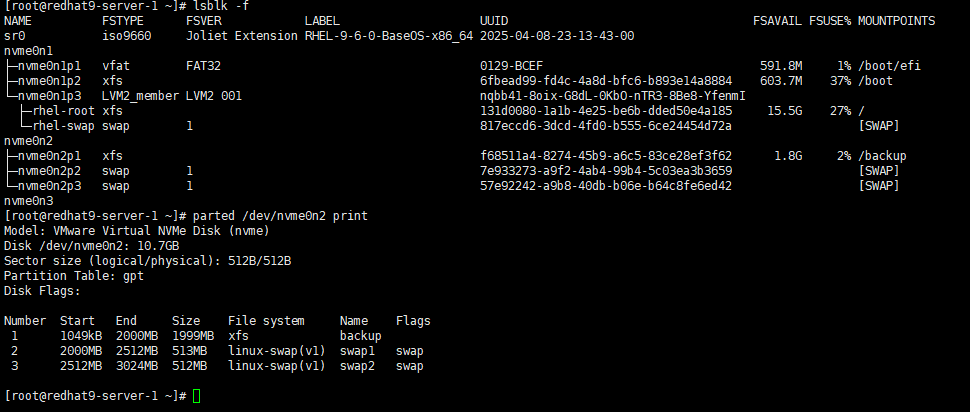 [root@redhat9-server-1 ~]# lsblk -f
NAME FSTYPE FSVER LABEL UUID FSAVAIL FSUSE% MOUNTPOINTS
sr0 iso9660 Joliet Extension RHEL-9-6-0-BaseOS-x86_64 2025-04-08-23-13-43-00
nvme0n1
├─nvme0n1p1 vfat FAT32 0129-BCEF 591.8M 1% /boot/efi
├─nvme0n1p2 xfs 6fbead99-fd4c-4a8d-bfc6-b893e14a8884 603.7M 37% /boot
└─nvme0n1p3 LVM2_member LVM2 001 nqbb41-8oix-G8dL-0KbO-nTR3-8Be8-YfenmI
├─rhel-root xfs 131d0080-1a1b-4e25-be6b-dded50e4a185 15.5G 27% /
└─rhel-swap swap 1 817eccd6-3dcd-4fd0-b555-6ce24454d72a [SWAP]
nvme0n2
├─nvme0n2p1 xfs f68511a4-8274-45b9-a6c5-83ce28ef3f62 1.8G 2% /backup
├─nvme0n2p2 swap 1 7e933273-a9f2-4ab4-99b4-5c03ea3b3659 [SWAP]
└─nvme0n2p3 swap 1 57e92242-a9b8-40db-b06e-b64c8fe6ed42 [SWAP]
nvme0n3
[root@redhat9-server-1 ~]# parted /dev/nvme0n2 print
Model: VMware Virtual NVMe Disk (nvme)
Disk /dev/nvme0n2: 10.7GB
Sector size (logical/physical): 512B/512B
Partition Table: gpt
Disk Flags:
Number Start End Size File system Name Flags
1 1049kB 2000MB 1999MB xfs backup
2 2000MB 2512MB 513MB linux-swap(v1) swap1 swap
3 2512MB 3024MB 512MB linux-swap(v1) swap2 swap
[root@redhat9-server-1 ~]#